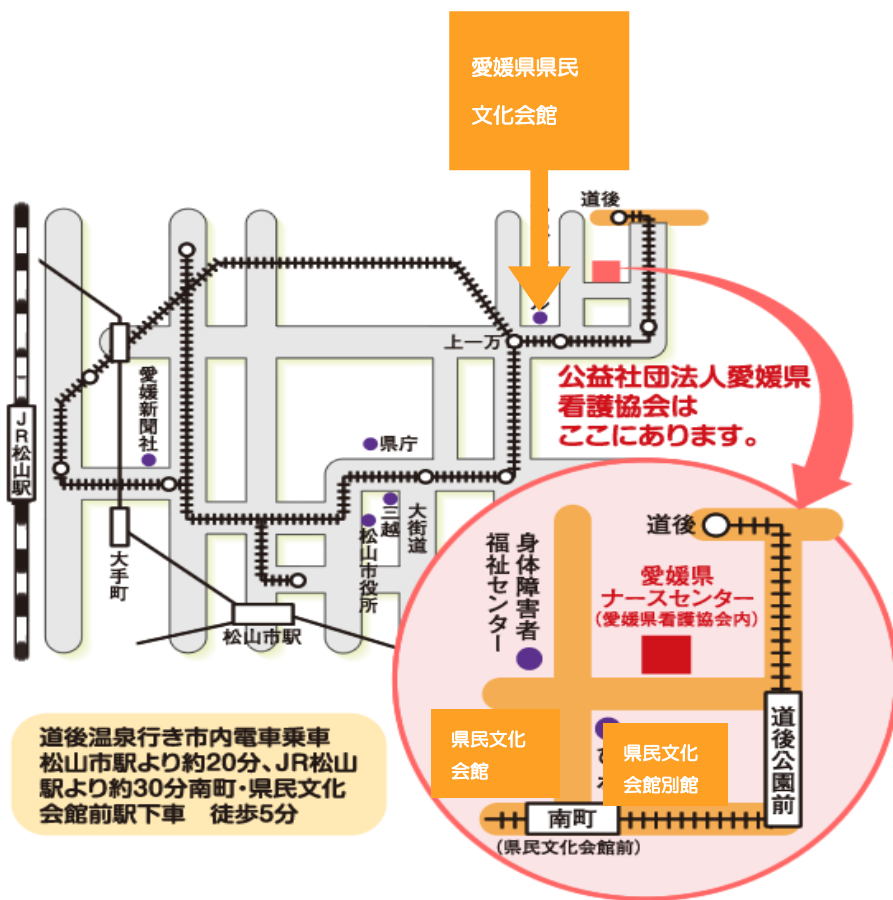 愛媛県県民
文化会館
道後
上一万
公益社団法人愛媛県
看護協会は
ここにあります。
愛媛新聞社
県庁
JR松山駅
三越
大街道
松山市役所
大手町
松山市駅
道後
身体障害者
福祉センター
愛媛県
ナースセンター
(愛媛県看護協会内)
県民文化
会館
県民文化
会館別館
道後公園前
南町
(県民文化会館前)
道後温泉行き市内電車乗車
松山市駅より約20分、JR松山
駅より約30分南町・県民文化
会館前駅下車 徒歩5分